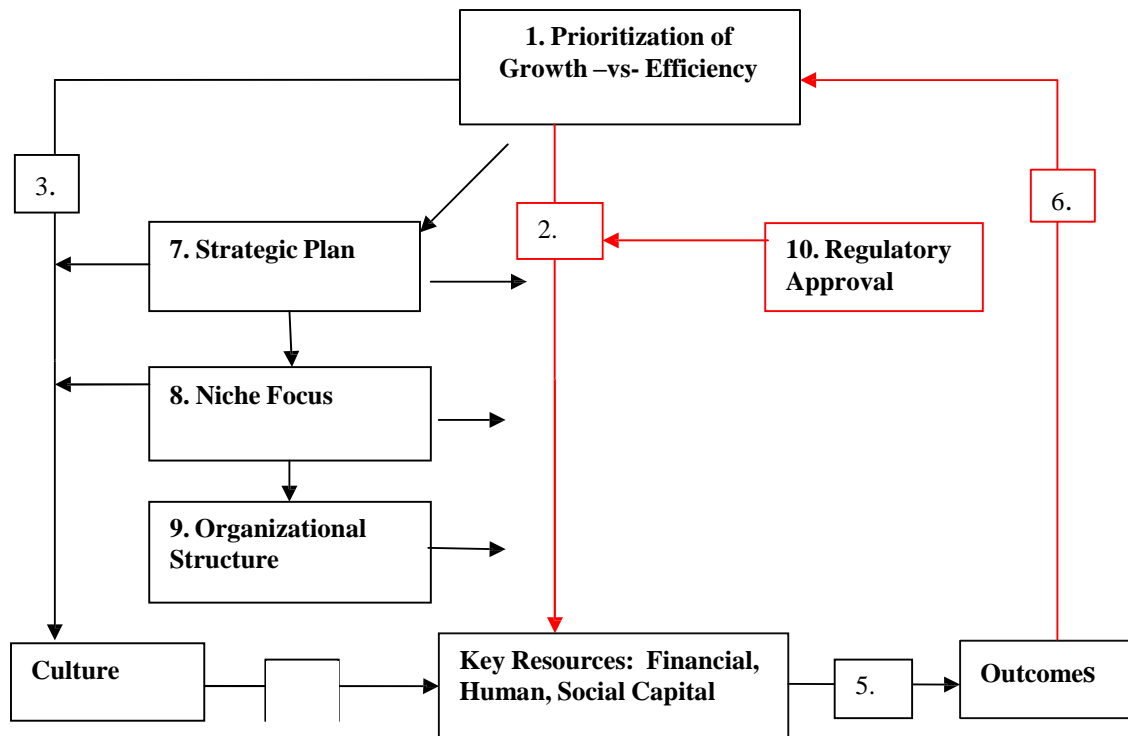 1. Prioritization of
Growth –vs- Efficiency
3.
2.
6.
7. Strategic Plan
10. Regulatory
Approval
8. Niche Focus
9. Organizational
Structure
Culture
Key Resources:  Financial,
Human, Social Capital
5.
Outcomes